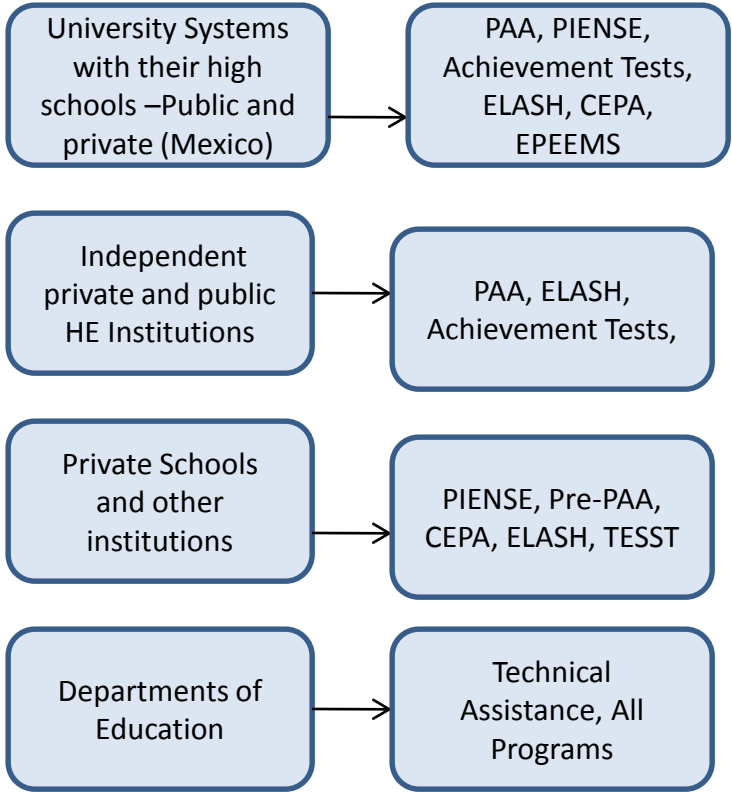 University Systems
with their high
schools –Public and
private (Mexico)
PAA, PIENSE,
Achievement Tests,
ELASH, CEPA,
EPEEMS
Independent
private and public
HE Institutions
PAA, ELASH,
Achievement Tests,
Private Schools
and other
institutions
PIENSE, Pre-PAA,
CEPA, ELASH, TESST
Departments of
Education
Technical
Assistance, All
Programs